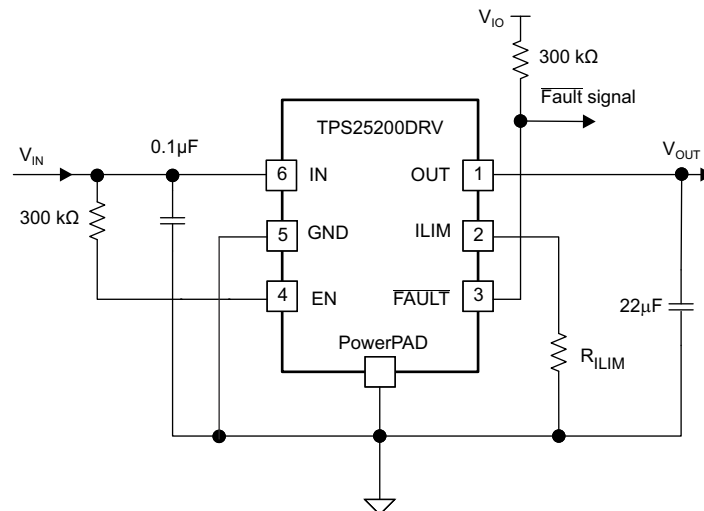 V_IO
300 kΩ
Fault signal
TPS25200DRV
0.1µF
V_IN
V_OUT
6 IN
OUT 1
300 kΩ
5 GND
ILIM 2
4 EN
FAULT 3
22µF
PowerPAD
R_ILIM